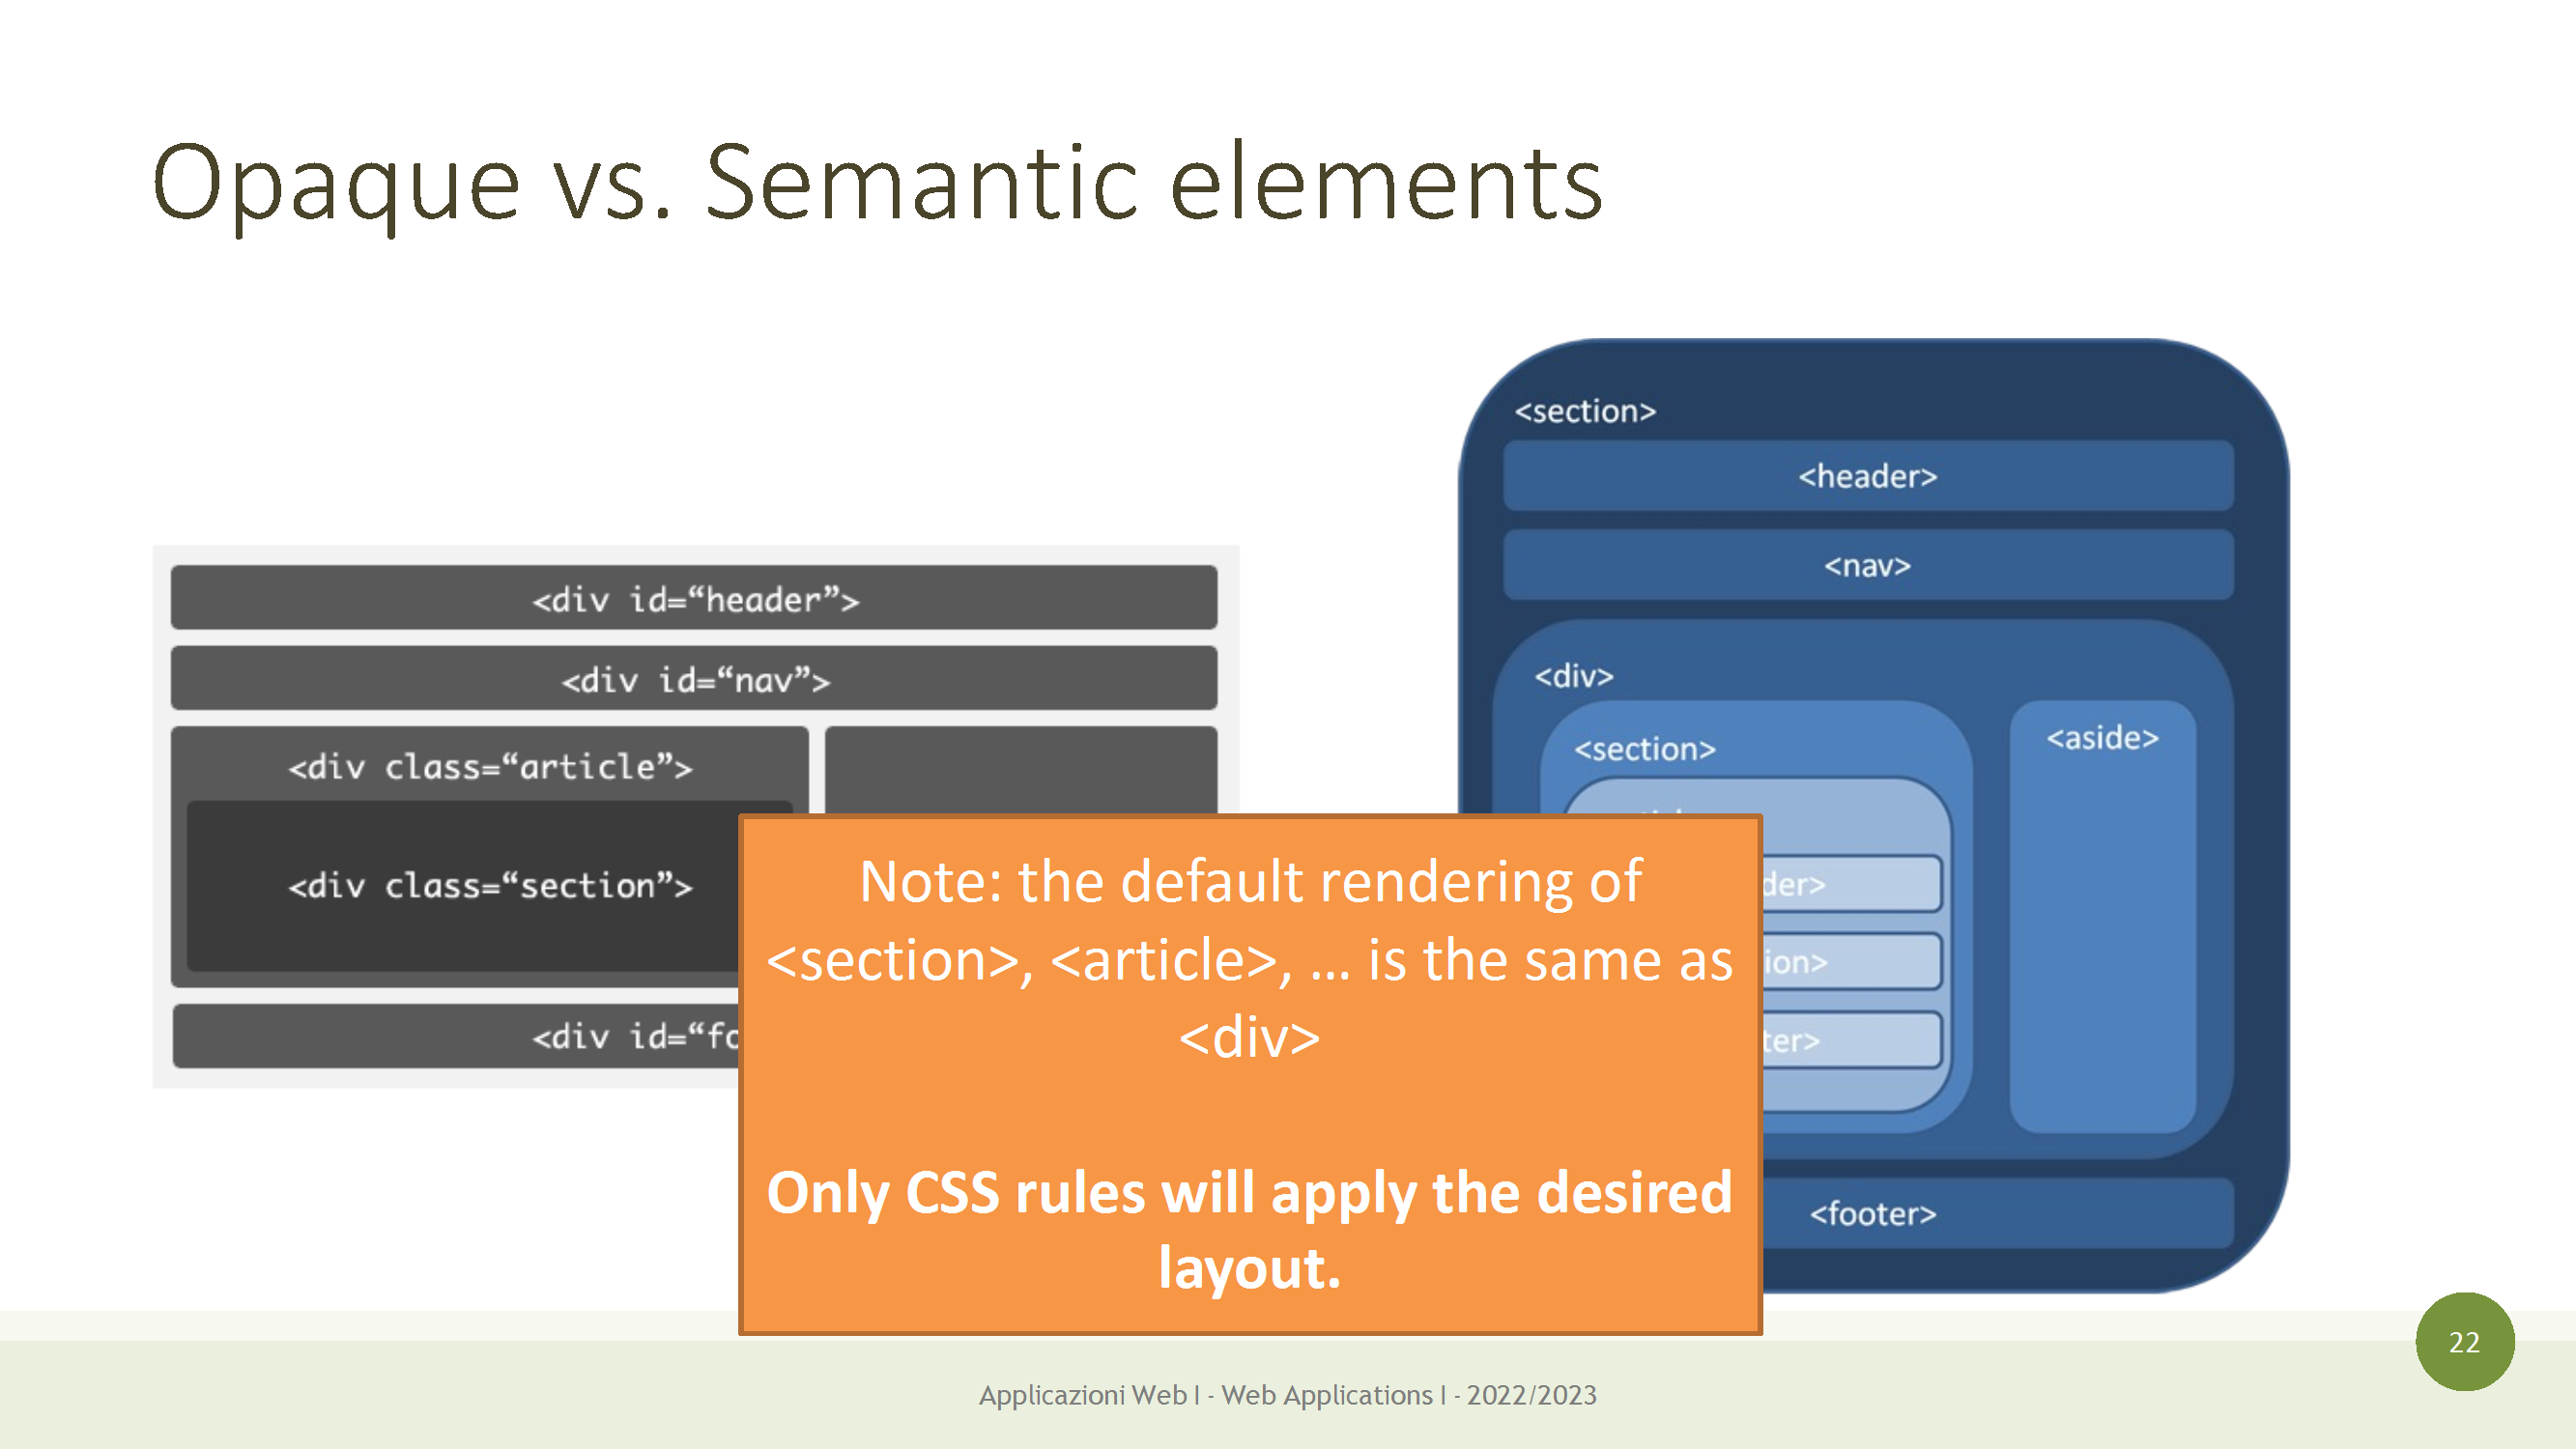 Opaque vs. Semantic elements
<div id=“header”>
<div id=“nav”>
<div class=“article”>
<div class=“section”>
<div id=“fo
<section>
<header>
<nav>
<div>
<section>
<aside>
der>
ion>
ter>
<footer>
Note: the default rendering of
<section>, <article>, ... is the same as
<div>
Only CSS rules will apply the desired
layout.
22
Applicazioni Web I - Web Applications I - 2022/2023